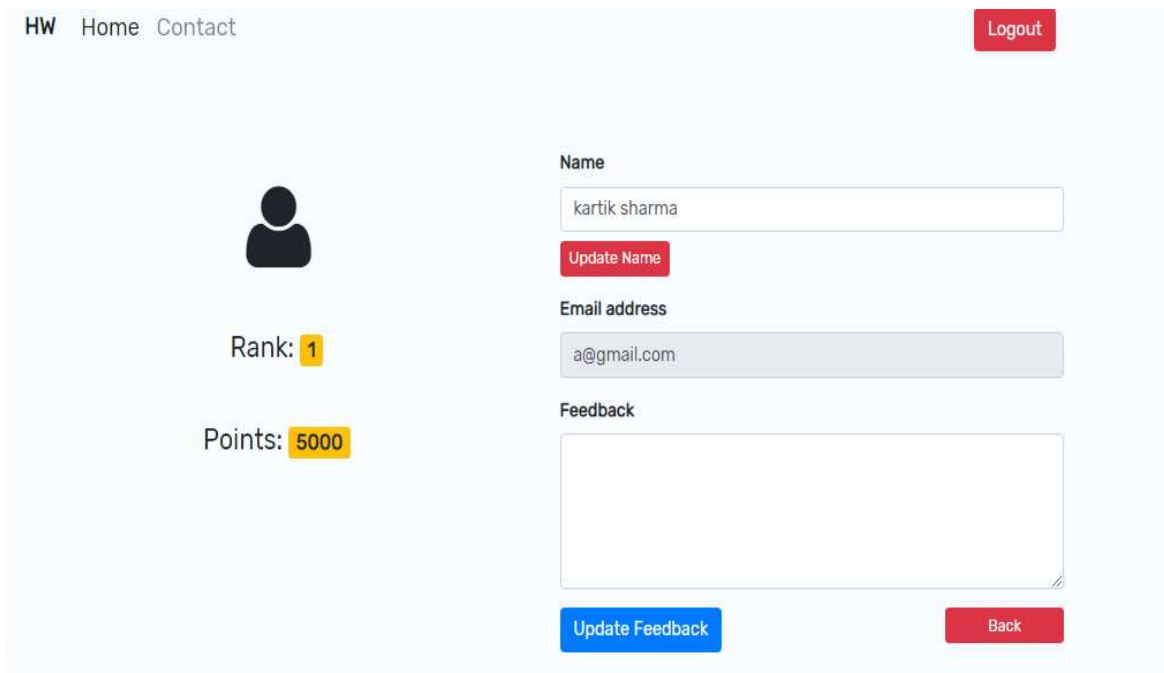 HW Home Contact Logout
Rank: 1
Points: 5000
Name
kartik sharma
Update Name
Email address
a@gmail.com
Feedback
Update Feedback Back